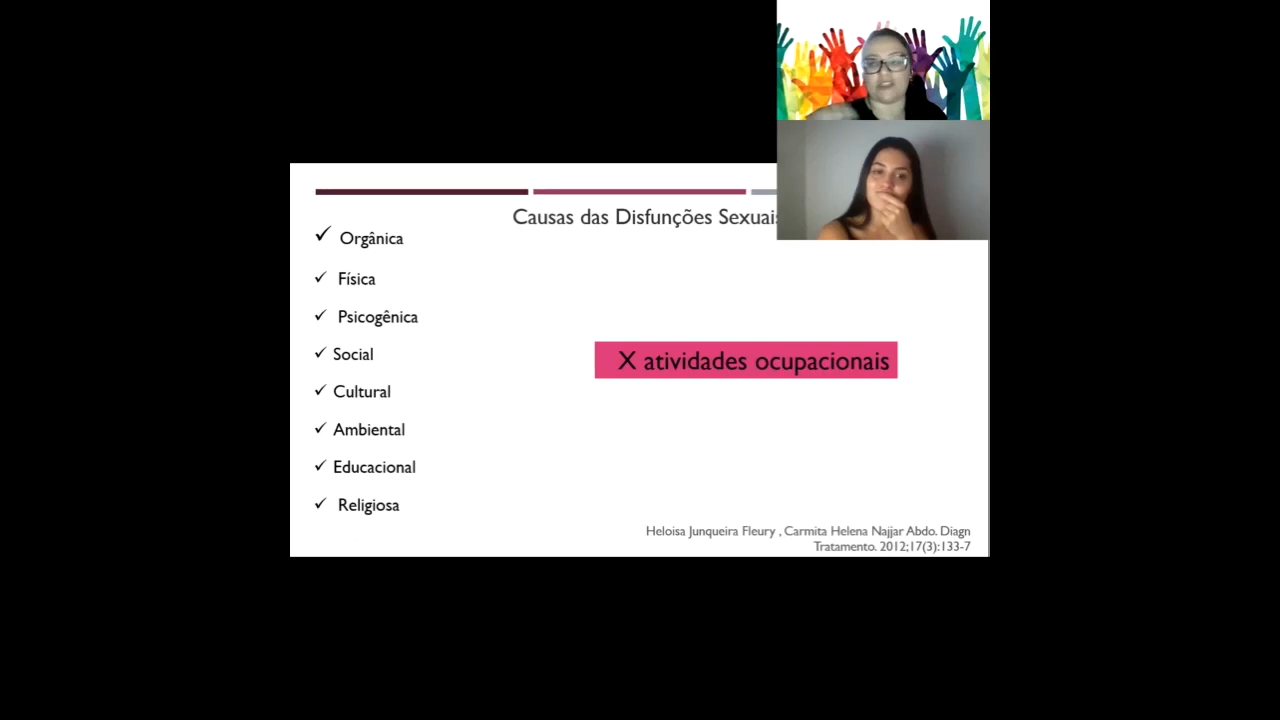 Causas das Disfunções Sexuais
✓ Orgânica
✓ Física
✓ Psicogênica
✓ Social
✓ Cultural
✓ Ambiental
✓ Educacional
✓ Religiosa
X atividades ocupacionais
Heloisa Junqueira Fleury , Carmita Helena Najjar Abdo. Diagn
Tratamento. 2012;17(3):133-7